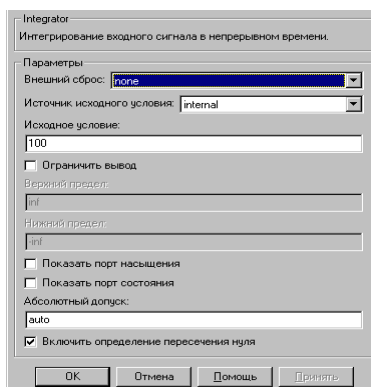 Integrator
Интегрирование входного сигнала в непрерывном времени.
Параметры
Внешний сброс: none
Источник исходного условия: internal
Исходное условие:
100
Ограничить вывод
Верхний предел:
inf
Нижний предел:
-inf
Показать порт насыщения
Показать порт состояния
Абсолютный допуск:
auto
Включить определение пересечения нуля
OK Отмена Помощь Принять